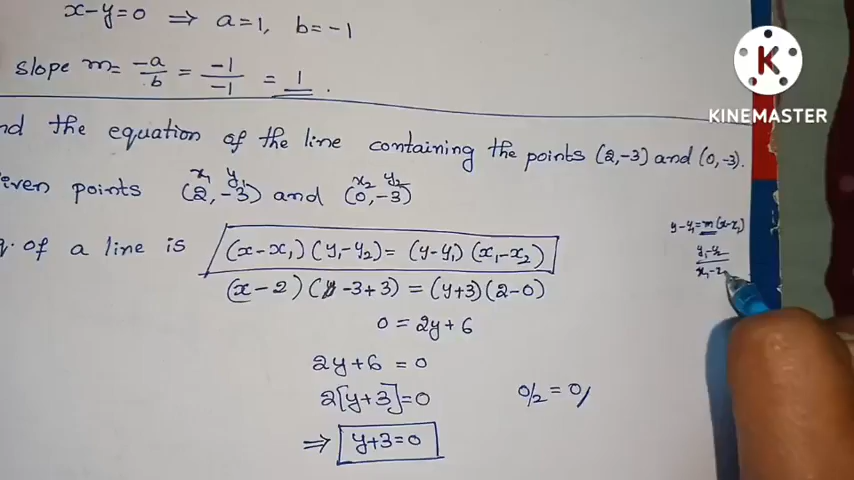 x-y=0 ⇒ a=1, b=-1
slope m= -a/b = -1/-1 = 1.
KINEMASTER
nd the equation of the line containing the points (2,-3) and (0,-3).
iven points (2,-3) and (0,-3)
x₁ y₁ x₂ y₂
q. of a line is (x-x₁)(y₁-y₂)=(y-y₁)(x₁-x₂)
(x-2)(-3+3)=(y+3)(2-0)
0=2y+6
2y+6=0
2[y+3]=0
0/2=0
⇒ y+3=0
y-y₁=m(x-x₁)
y₁-y₂
x₁-x